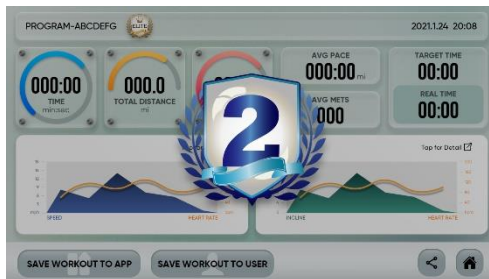 PROGRAM-ABCDEFG
ELITE
2021.1.24 20:08
000:00
TIME
min:sec
000.0
TOTAL DISTANCE
mi
AVG PACE
000:00 mi
AVG METS
000
TARGET TIME
00:00
REAL TIME
00:00
2
Tap for Detail
SPEED
HEART RATE
INCLINE
HEART RATE
SAVE WORKOUT TO APP
SAVE WORKOUT TO USER